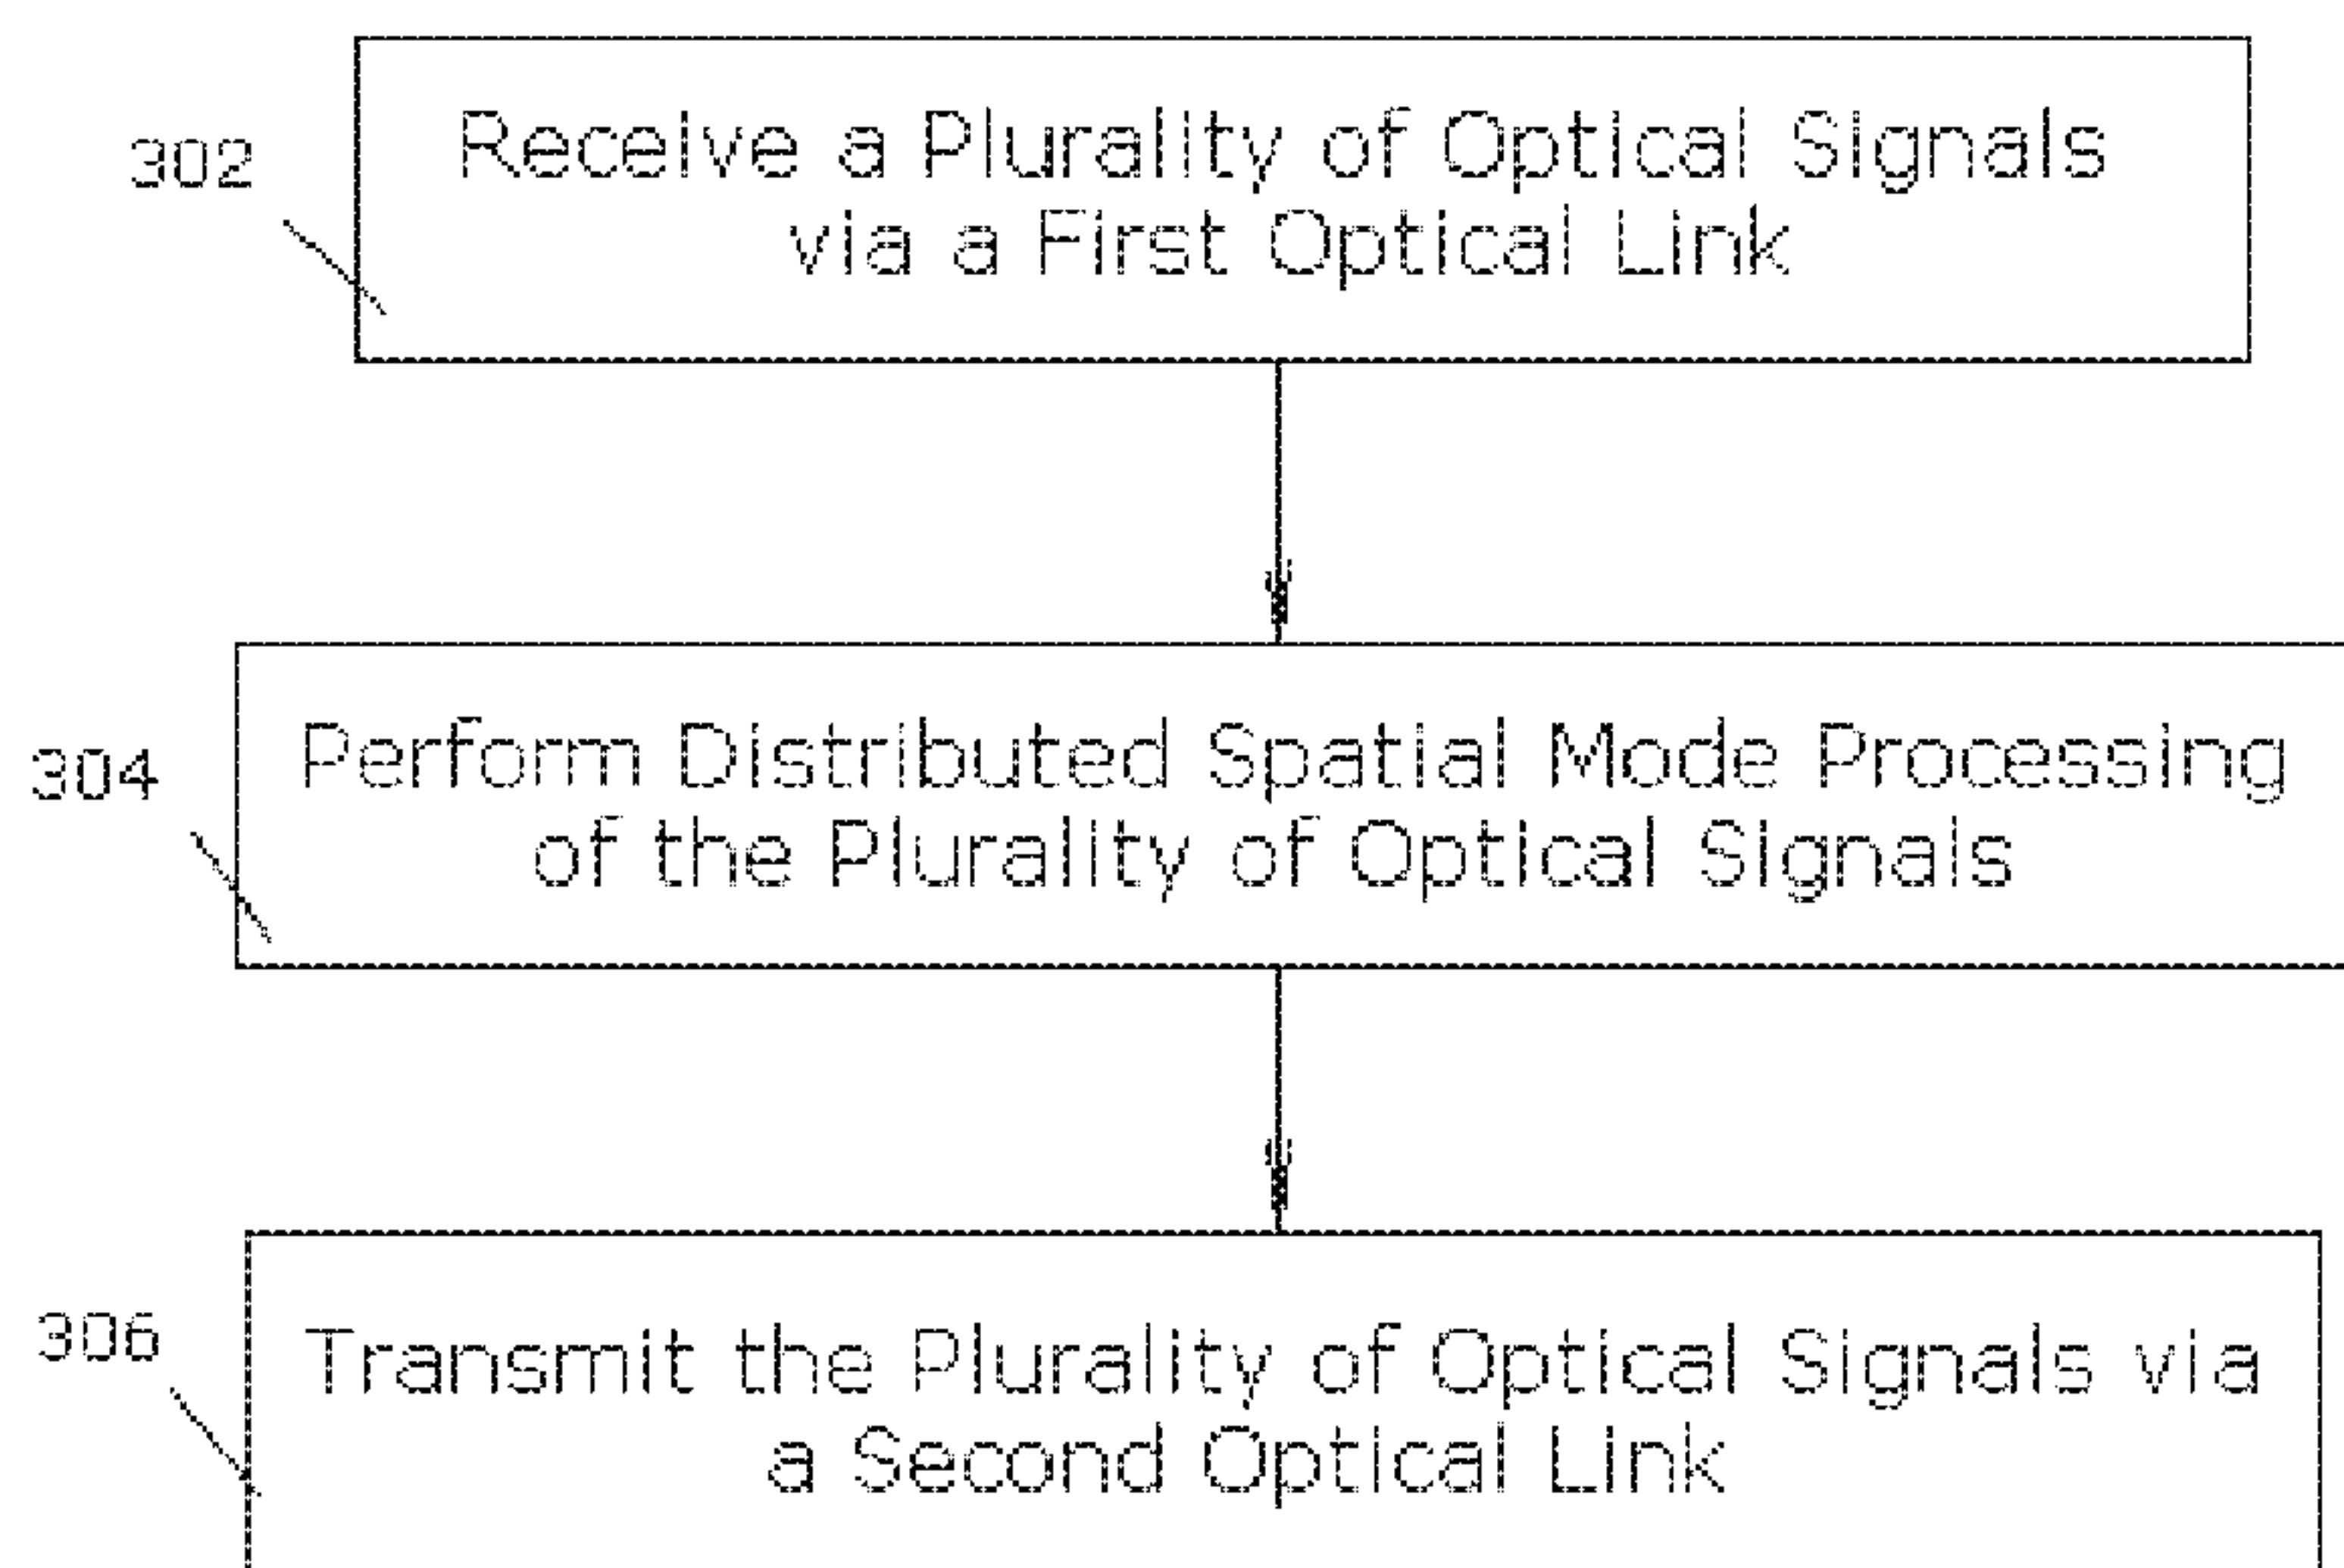 302
Receive a Plurality of Optical Signals
via a First Optical Link
304
Perform Distributed Spatial Mode Processing
of the Plurality of Optical Signals
306
Transmit the Plurality of Optical Signals via
a Second Optical Link